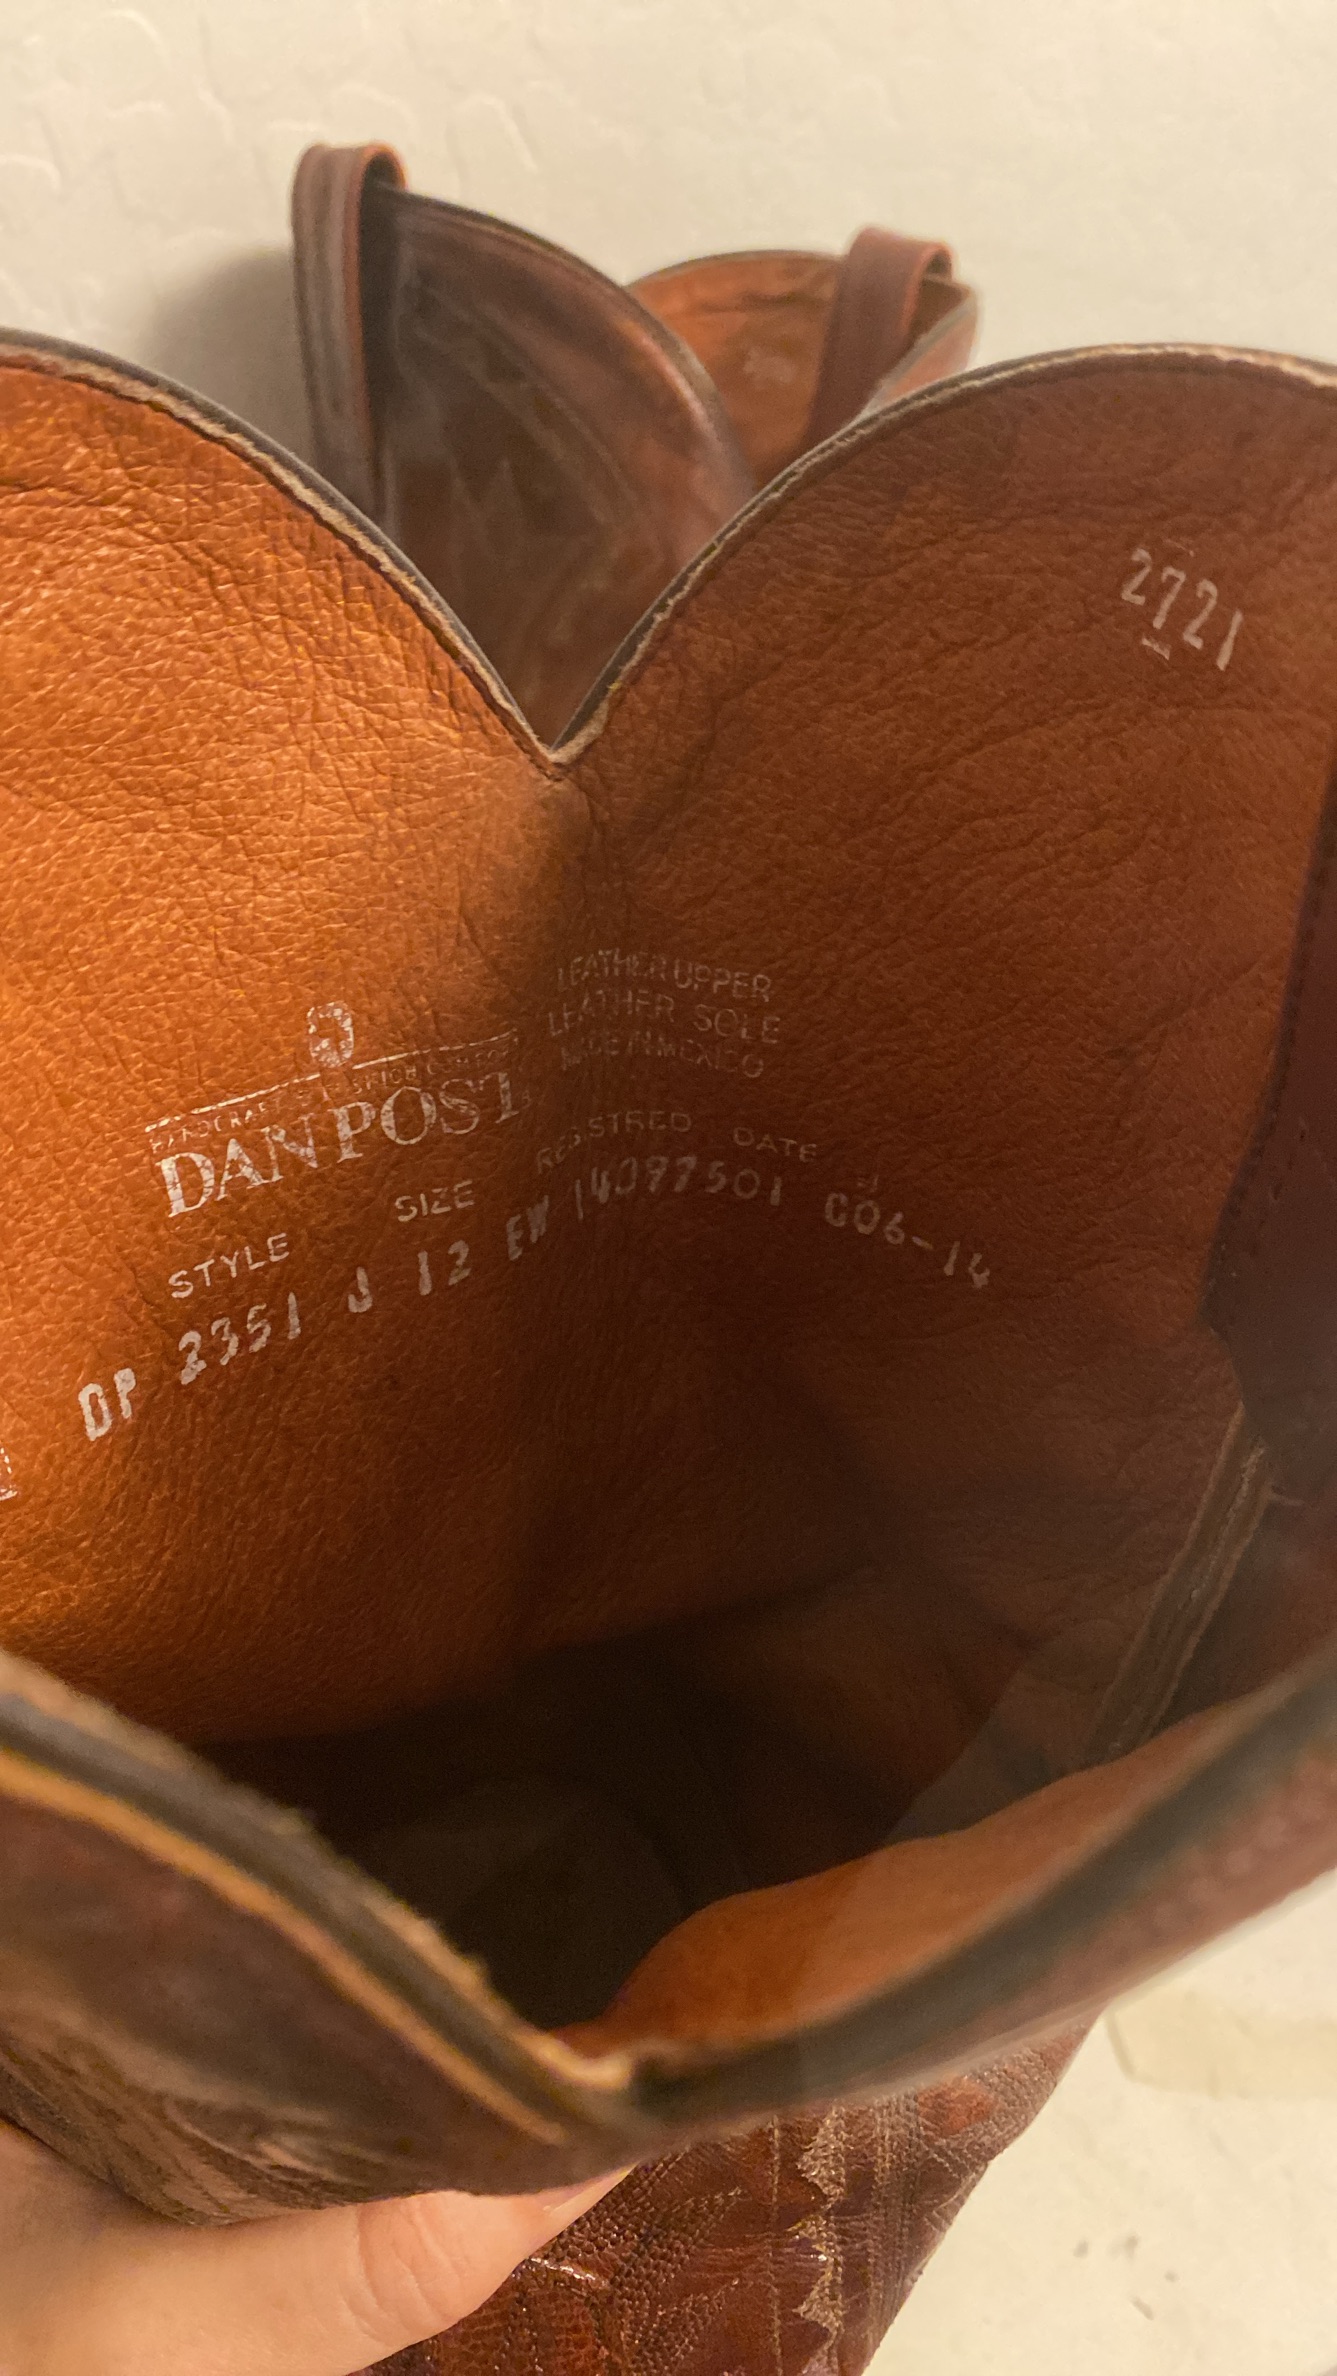 2721
LEATHER UPPER
LEATHER SOLE
MADE IN MEXICO
HANDCRAFTED
DAN POST
STYLE SIZE REGISTRED DATE
DP 2351 J 12 EW 14097501 C06-14